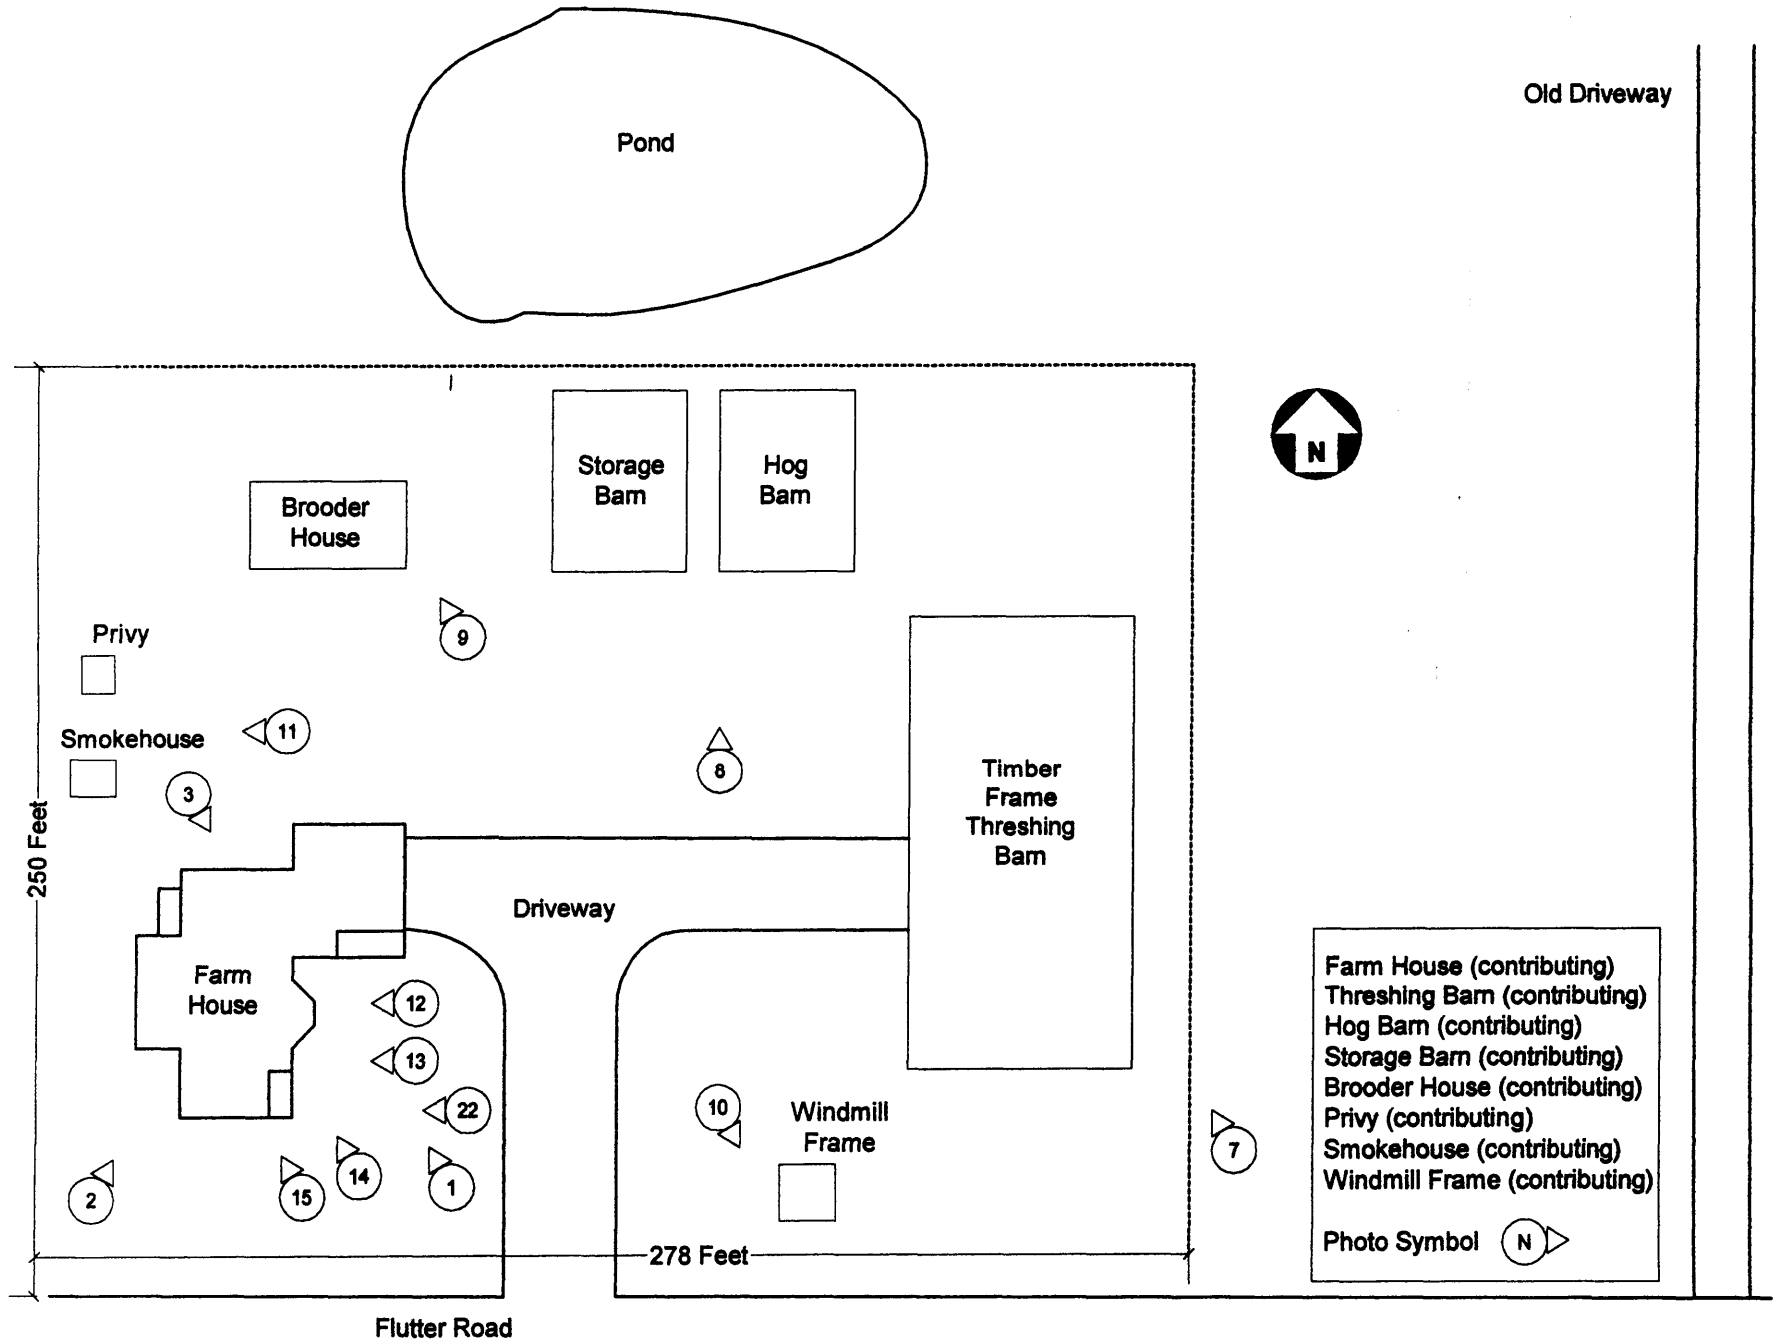 Old Driveway
Pond
N
Storage
Barn
Hog
Barn
Brooder
House
Privy
9
11
Smokehouse
3
8
Timber
Frame
Threshing
Barn
250 Feet
Driveway
Farm
House
12
13
22
10
Windmill
Frame
14
1
15
2
7
Farm House (contributing)
Threshing Barn (contributing)
Hog Barn (contributing)
Storage Barn (contributing)
Brooder House (contributing)
Privy (contributing)
Smokehouse (contributing)
Windmill Frame (contributing)
Photo Symbol N
278 Feet
Flutter Road